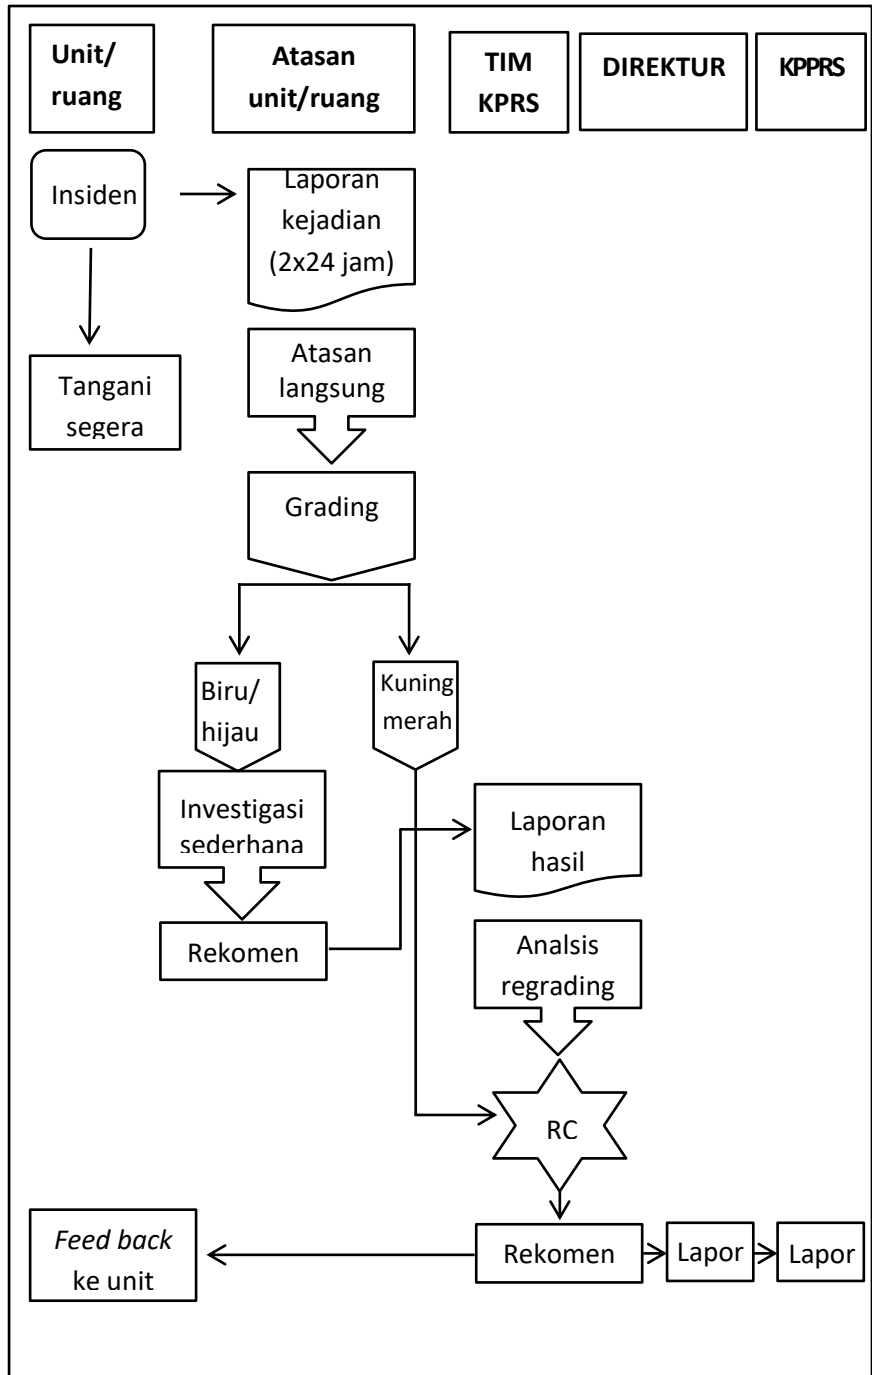 Unit/
ruang
Atasan
unit/ruang
TIM
KPRS
DIREKTUR
KPPRS
Insiden
Laporan
kejadian
(2x24 jam)
Tangani
segera
Atasan
langsung
Grading
Biru/
hijau
Kuning
merah
Investigasi
sederhana
Laporan
hasil
Rekomen
Analsis
regrading
RC
Feed back
ke unit
Rekomen
Lapor
Lapor